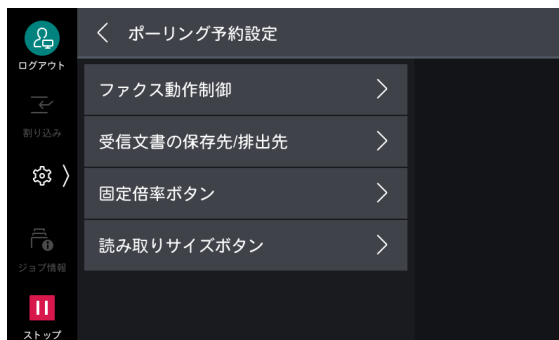 ポーリング予約設定
ログアウト
ファクス動作制御
割り込み
受信文書の保存先/排出先
固定倍率ボタン
読み取りサイズボタン
ジョブ情報
ストップ